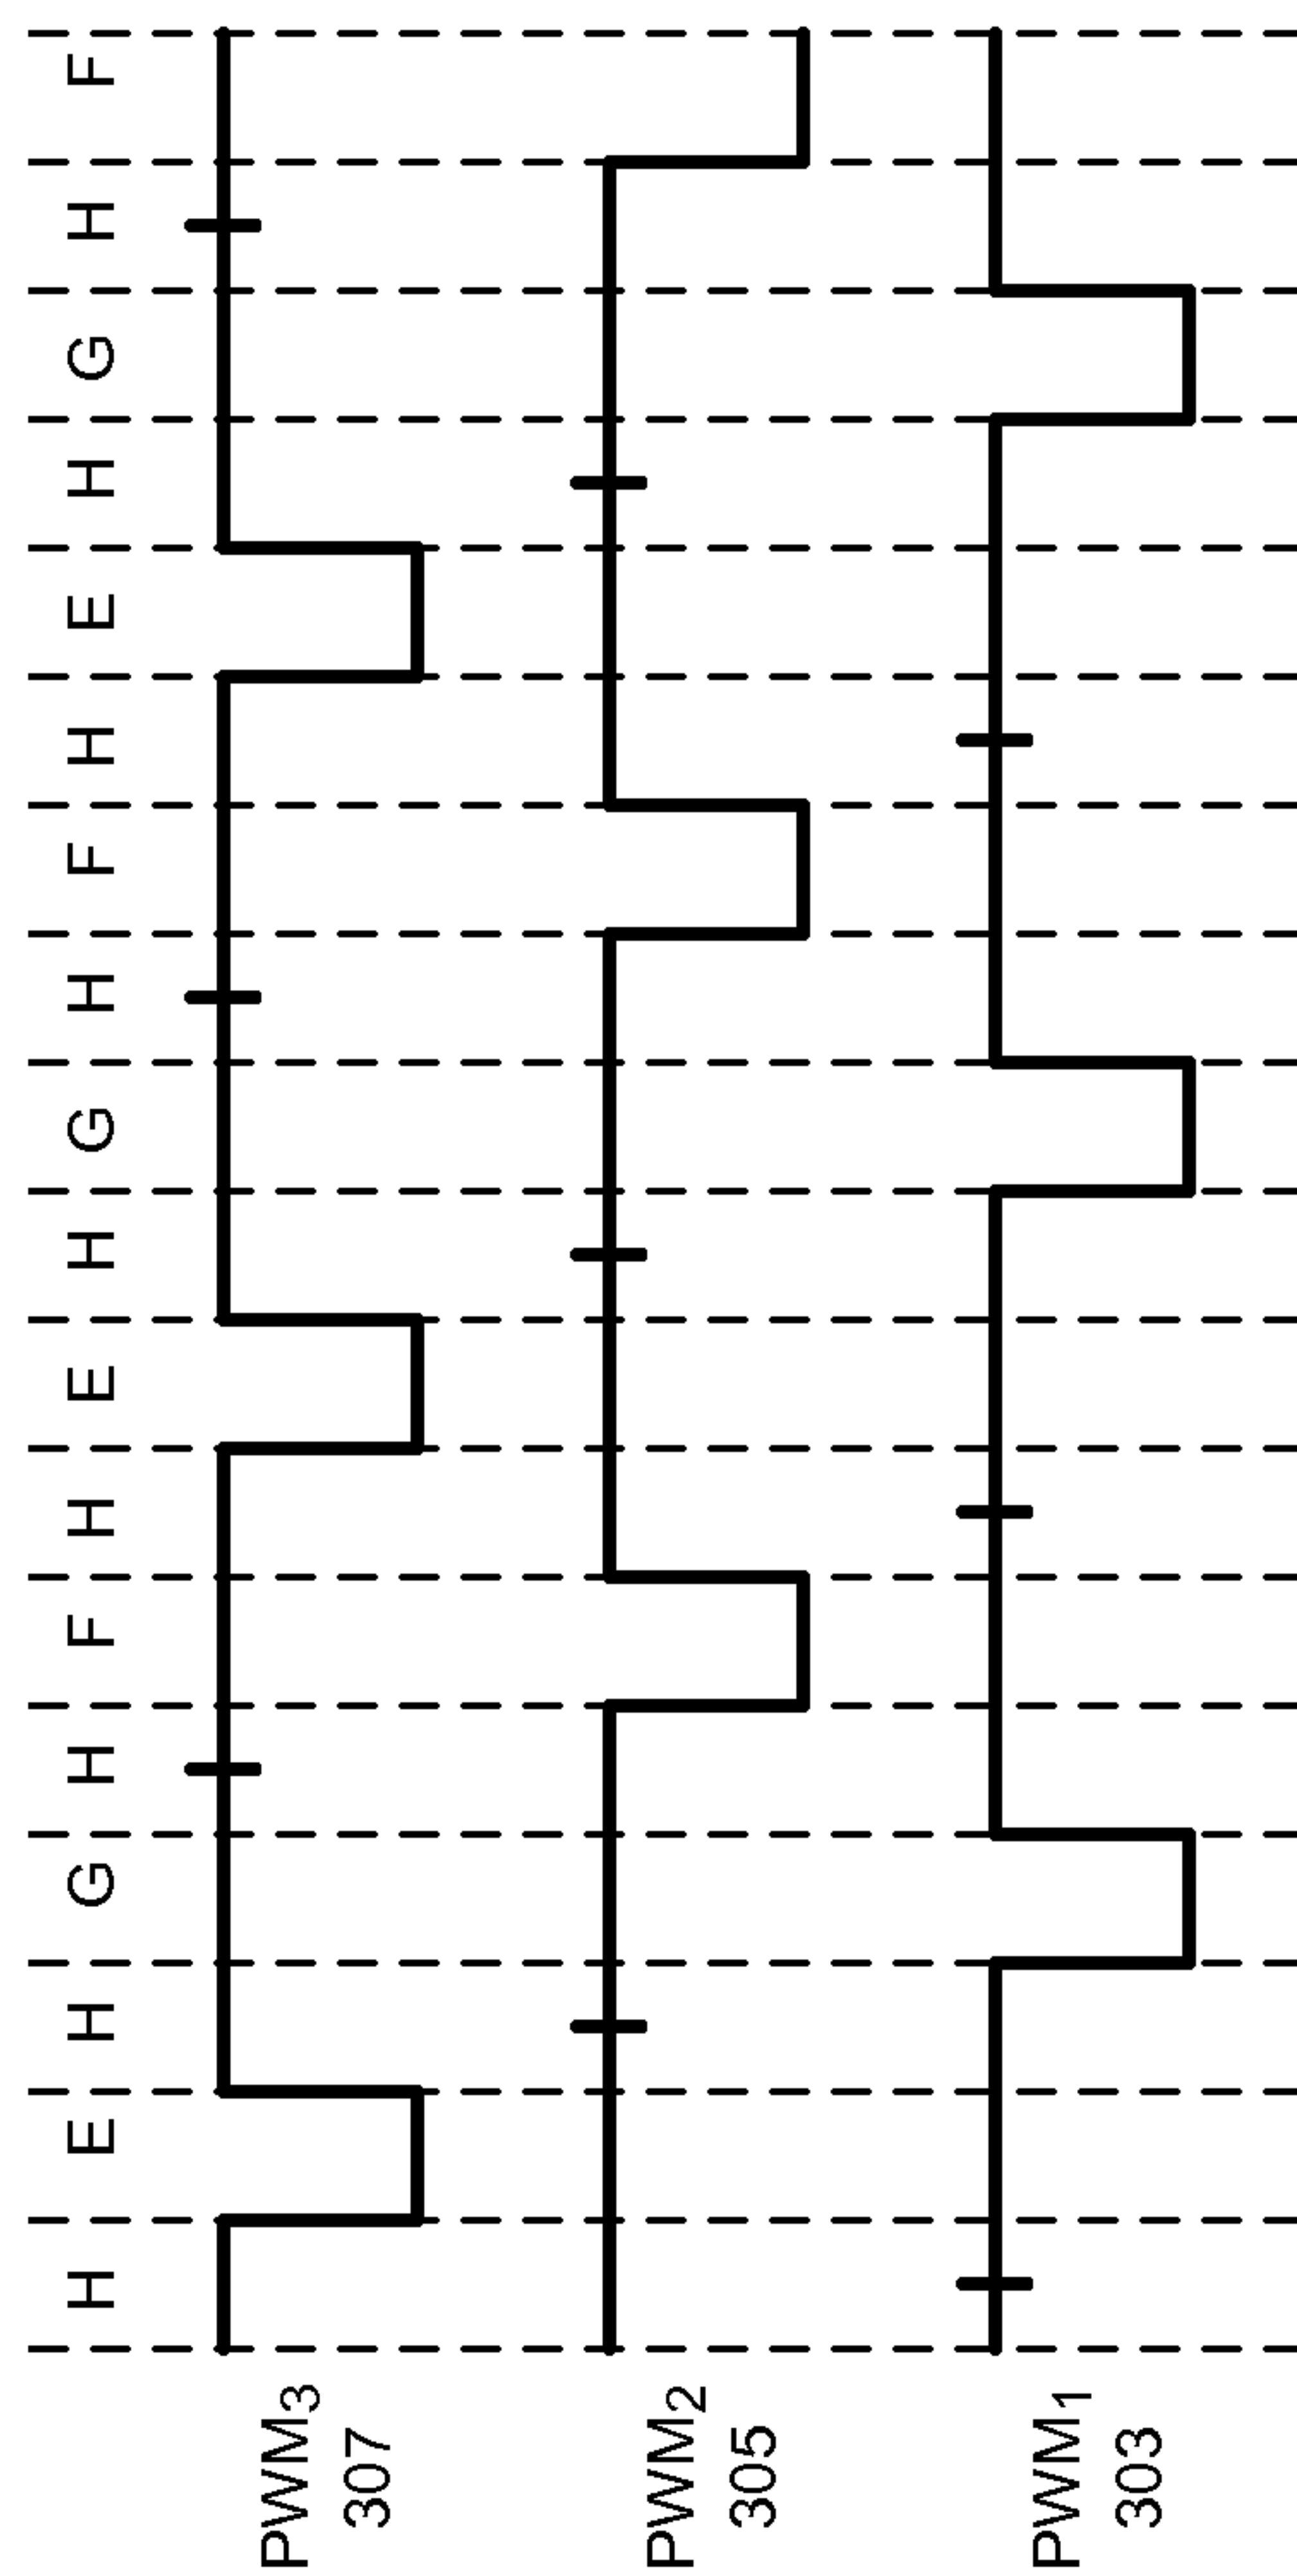 H E H G H F H E H G H F H E H G H F
PWM₃
307
PWM₂
305
PWM₁
303